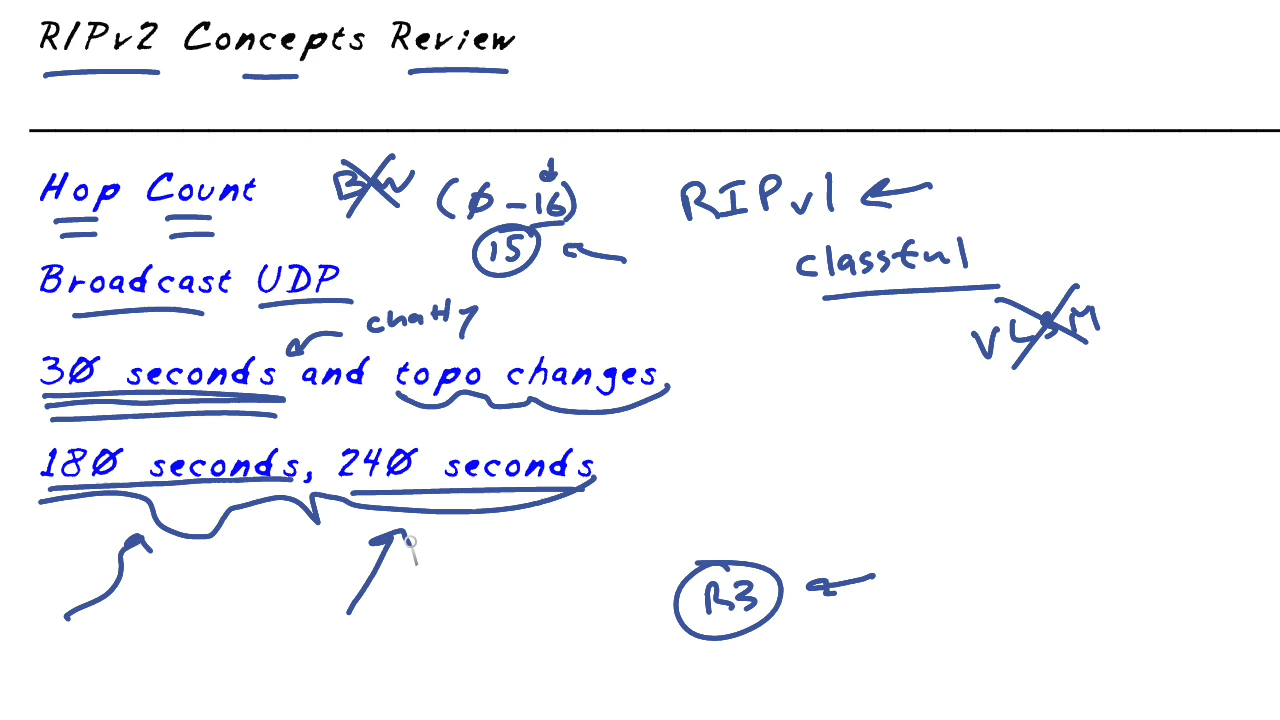 RIPv2 Concepts Review
Hop Count BW (0-16) RIPv1
15
classful
Broadcast UDP
chatty
VLSM
30 seconds and topo changes
180 seconds, 240 seconds
R3